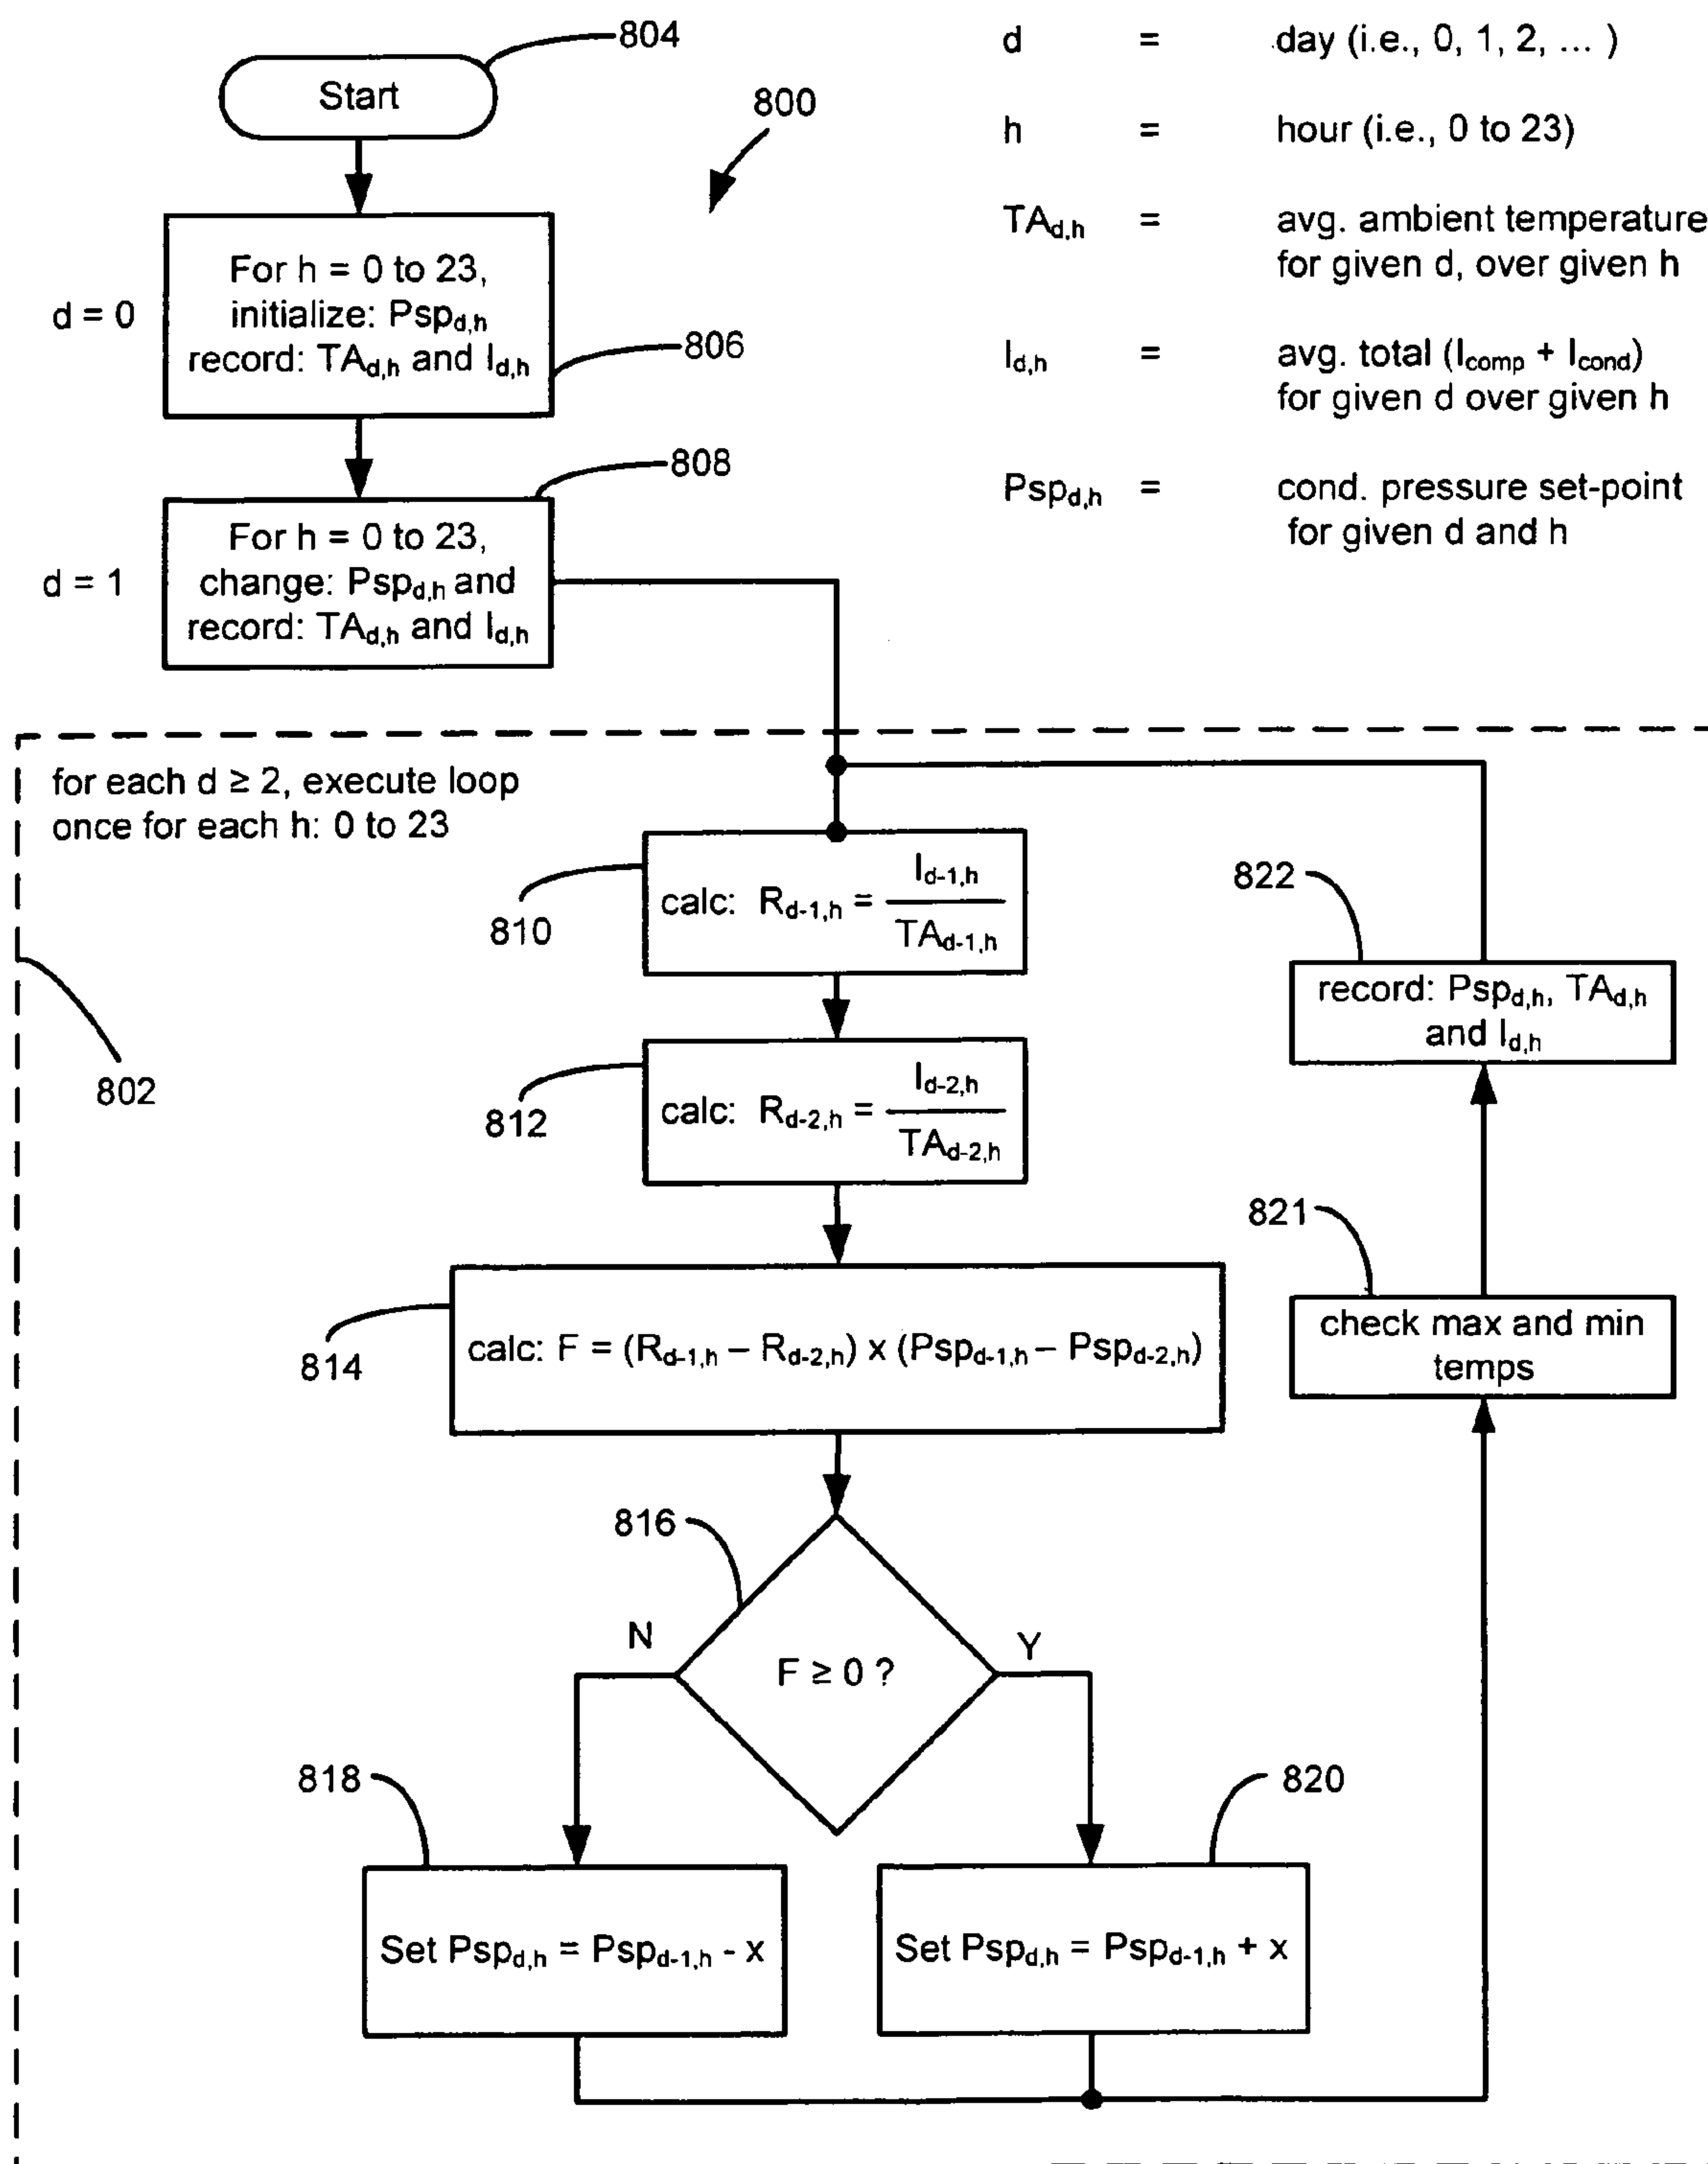 804
Start
800
d = day (i.e., 0, 1, 2, ... )
h = hour (i.e., 0 to 23)
TAd,h = avg. ambient temperature
for given d, over given h
Id,h = avg. total (Icomp + Icond)
for given d over given h
Pspd,h = cond. pressure set-point
for given d and h
d = 0
For h = 0 to 23,
initialize: Pspd,h
record: TAd,h and Id,h
806
808
d = 1
For h = 0 to 23,
change: Pspd,h and
record: TAd,h and Id,h
for each d ≥ 2, execute loop
once for each h: 0 to 23
802
810
calc: Rd-1,h = Id-1,h
TAd-1,h
812
calc: Rd-2,h = Id-2,h
TAd-2,h
814
calc: F = (Rd-1,h – Rd-2,h) x (Pspd-1,h – Pspd-2,h)
816
F ≥ 0 ?
N
Y
818
Set Pspd,h = Pspd-1,h - x
820
Set Pspd,h = Pspd-1,h + x
821
check max and min
temps
822
record: Pspd,h, TAd,h
and Id,h